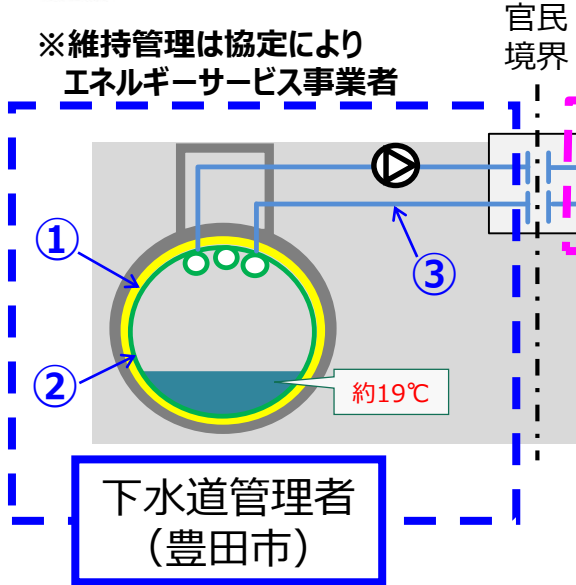 ※維持管理は協定により
エネルギーサービス事業者
官民
境界
①
②
③
約19℃
下水道管理者
（豊田市）